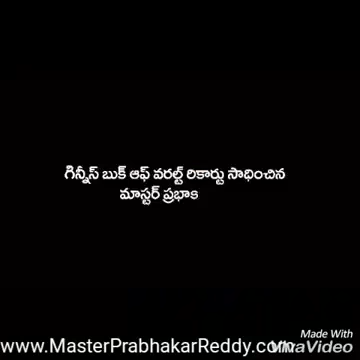 గిన్నీస్ బుక్ ఆఫ్ వరల్ట్ రికార్టు సాధించిన
మాస్టర్ ప్రభాక
Made With
www.MasterPrabhakarReddy.com
VivaVideo